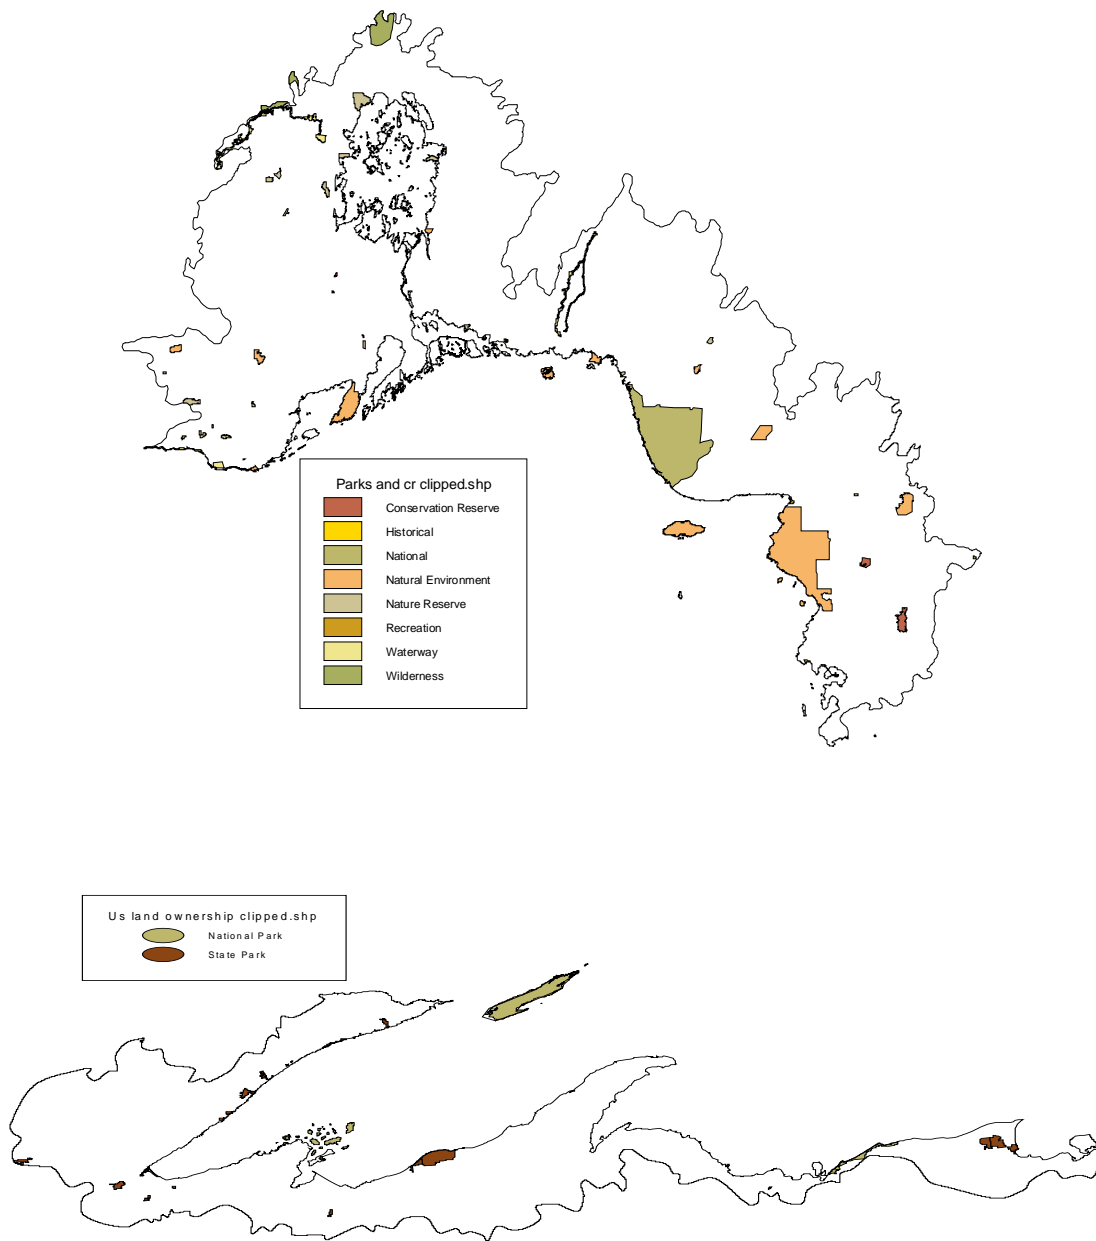 Parks and cr clipped.shp
Conservation Reserve
Historical
National
Natural Environment
Nature Reserve
Recreation
Waterway
Wilderness
Us land ownership clipped.shp
National Park
State Park